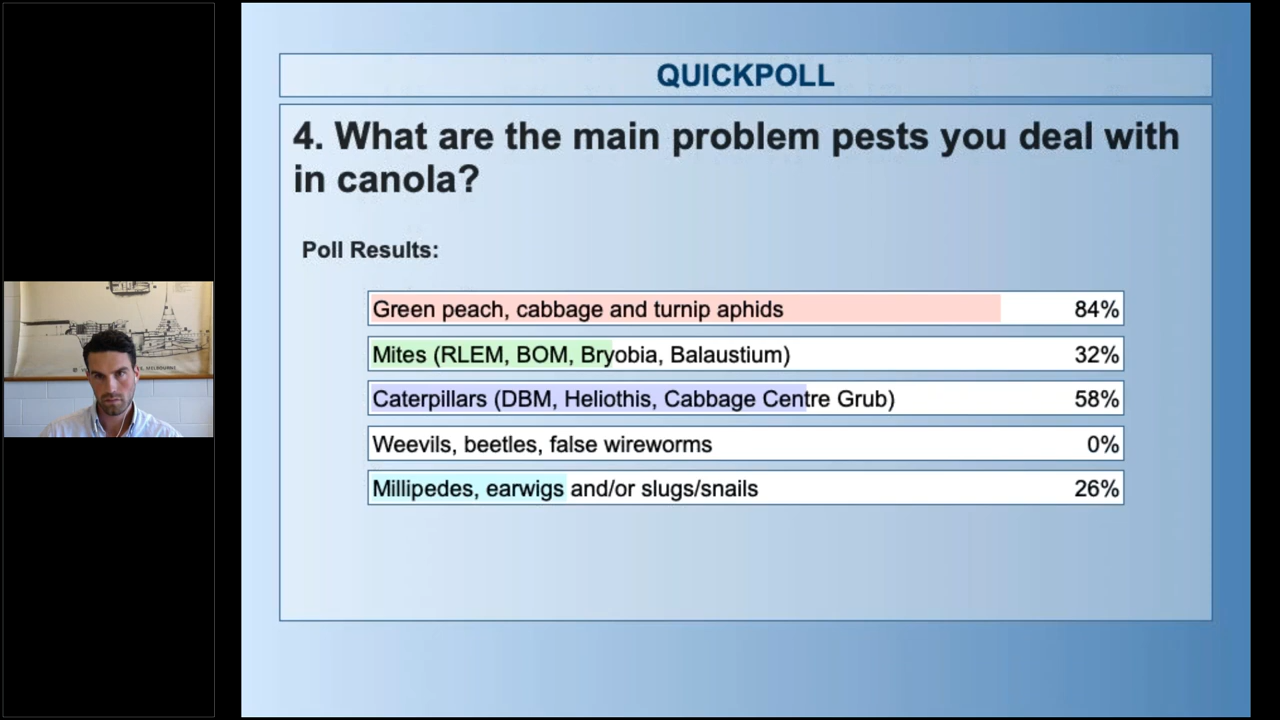 QUICKPOLL
4. What are the main problem pests you deal with
in canola?
Poll Results:
Green peach, cabbage and turnip aphids 84%
Mites (RLEM, BOM, Bryobia, Balaustium) 32%
Caterpillars (DBM, Heliothis, Cabbage Centre Grub) 58%
Weevils, beetles, false wireworms 0%
Millipedes, earwigs and/or slugs/snails 26%